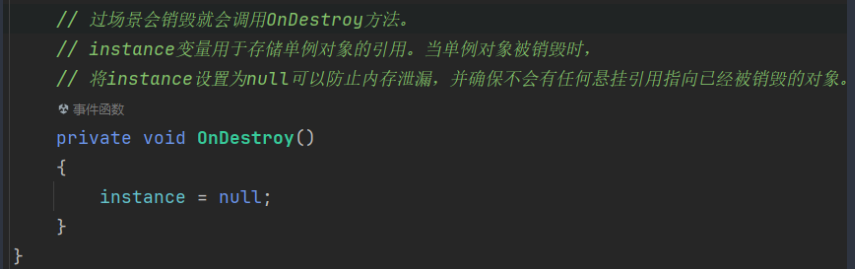 // 过场景会销毁就会调用OnDestroy方法。
// instance变量用于存储单例对象的引用。当单例对象被销毁时，
// 将instance设置为null可以防止内存泄漏，并确保不会有任何悬挂引用指向已经被销毁的对象。
事件函数
private void OnDestroy()
{
instance = null;
}
}